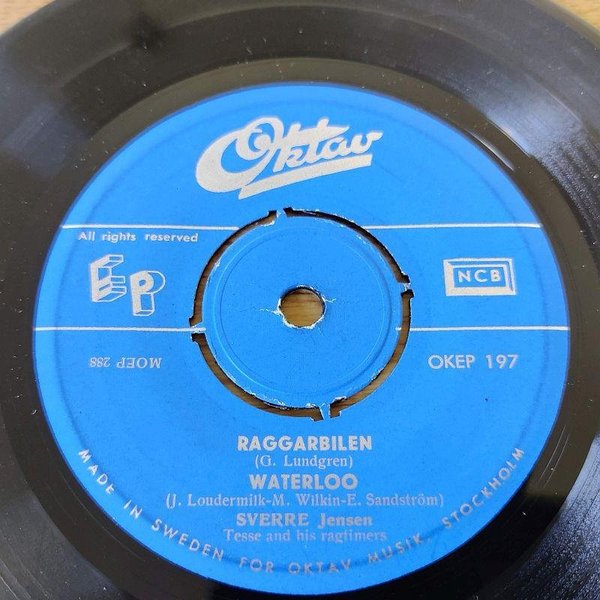 Oktav
All rights reserved
EP
NCB
MOEP 288
OKEP 197
RAGGARBILEN
(G. Lundgren)
WATERLOO
(J. Loudermilk-M. Wilkin-E. Sandström)
SVERRE Jensen
Tesse and his ragtimers
MADE IN SWEDEN FOR OKTAV MUSIK, STOCKHOLM